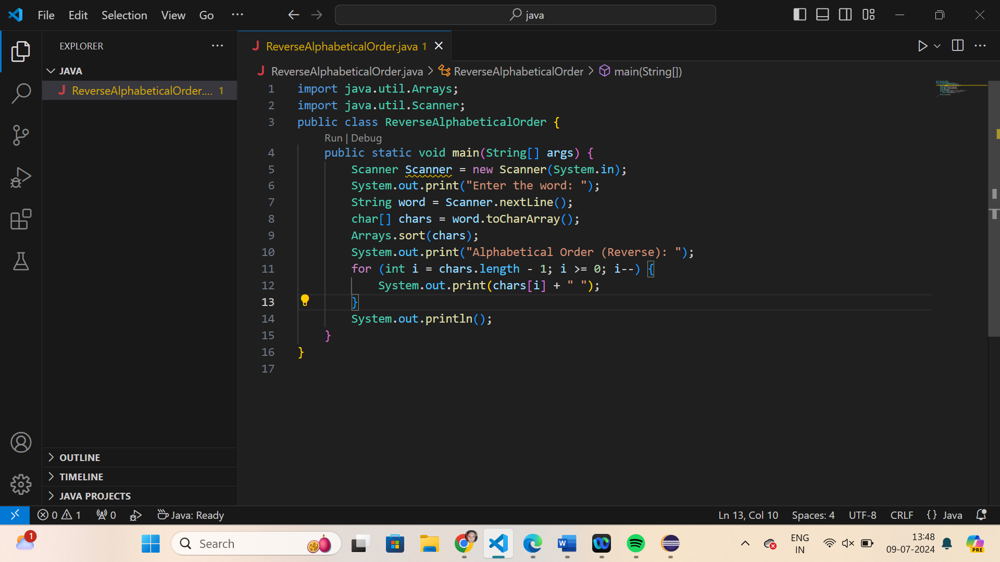 File Edit Selection View Go ···
java
EXPLORER
JAVA
ReverseAlphabeticalOrder.... 1
OUTLINE
TIMELINE
JAVA PROJECTS
ReverseAlphabeticalOrder.java 1
ReverseAlphabeticalOrder.java > ReverseAlphabeticalOrder > main(String[])
1 import java.util.Arrays;
2 import java.util.Scanner;
3 public class ReverseAlphabeticalOrder {
Run | Debug
4 public static void main(String[] args) {
5 Scanner Scanner = new Scanner(System.in);
6 System.out.print("Enter the word: ");
7 String word = Scanner.nextLine();
8 char[] chars = word.toCharArray();
9 Arrays.sort(chars);
10 System.out.print("Alphabetical Order (Reverse): ");
11 for (int i = chars.length - 1; i >= 0; i--) {
12 System.out.print(chars[i] + " ");
13 }
14 System.out.println();
15 }
16 }
17
0 1 0 Java: Ready
Ln 13, Col 10 Spaces: 4 UTF-8 CRLF {} Java
1
Search
W
ENG
IN
13:48
09-07-2024
PRE